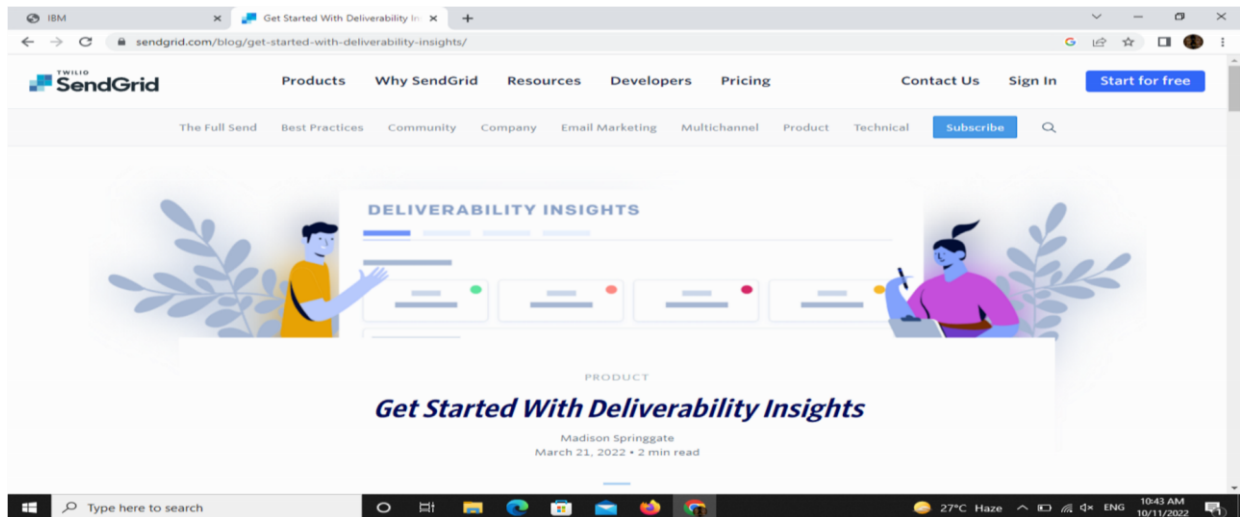 IBM
Get Started With Deliverability In
sendgrid.com/blog/get-started-with-deliverability-insights/
TWILIO
SendGrid
Products Why SendGrid Resources Developers Pricing Contact Us Sign In Start for free
The Full Send Best Practices Community Company Email Marketing Multichannel Product Technical Subscribe
DELIVERABILITY INSIGHTS
PRODUCT
Get Started With Deliverability Insights
Madison Springgate
March 21, 2022 • 2 min read
Type here to search
27°C Haze ENG
10:43 AM
10/11/2022